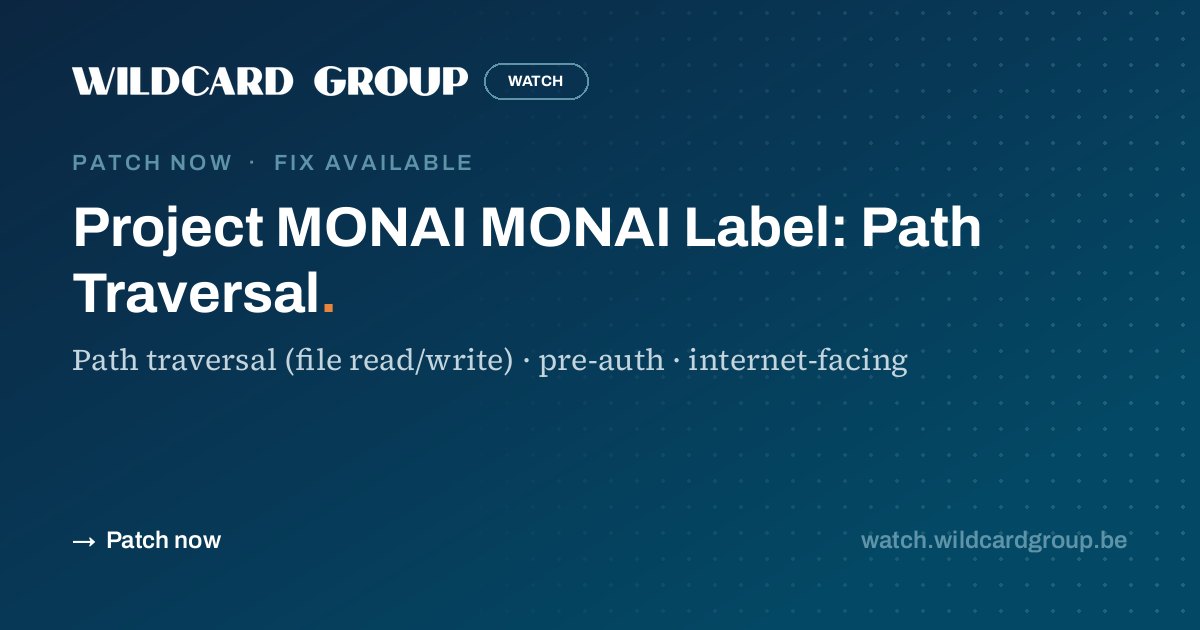 WILDCARD GROUP WATCH
PATCH NOW · FIX AVAILABLE
Project MONAI MONAI Label: Path
Traversal.
Path traversal (file read/write) · pre-auth · internet-facing
→ Patch now
watch.wildcardgroup.be